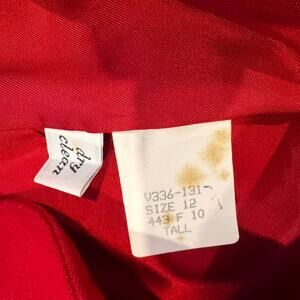 dry
clean
V336-131
SIZE 12
443 F 10
TALL